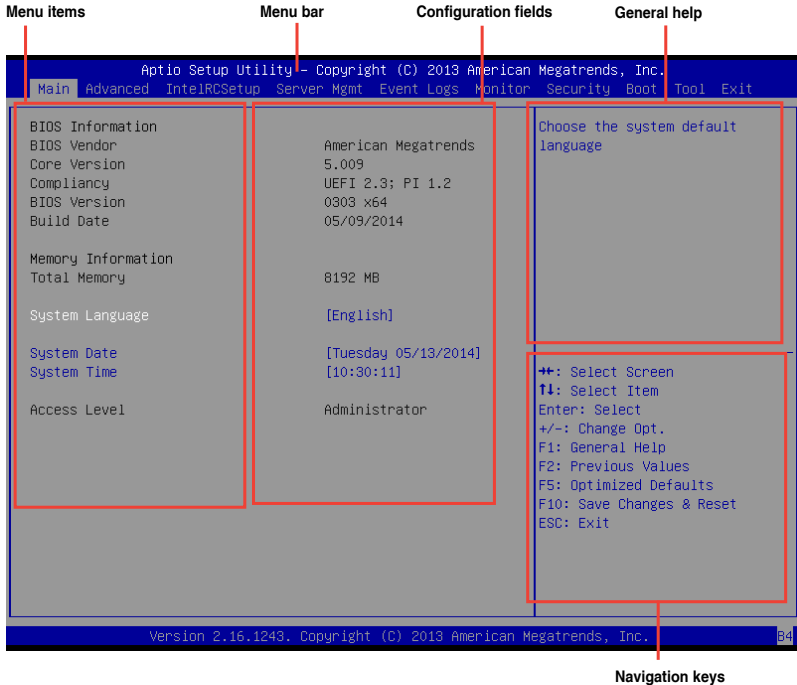 Menu items Menu bar Configuration fields General help
Aptio Setup Utility – Copyright (C) 2013 American Megatrends, Inc.
Main Advanced IntelRCSetup Server Mgmt Event Logs Monitor Security Boot Tool Exit
BIOS Information
BIOS Vendor American Megatrends
Core Version 5.009
Compliancy UEFI 2.3; PI 1.2
BIOS Version 0303 x64
Build Date 05/09/2014
Memory Information
Total Memory 8192 MB
System Language [English]
System Date [Tuesday 05/13/2014]
System Time [10:30:11]
Access Level Administrator
Choose the system default
language
→←: Select Screen
↑↓: Select Item
Enter: Select
+/-: Change Opt.
F1: General Help
F2: Previous Values
F5: Optimized Defaults
F10: Save Changes & Reset
ESC: Exit
Version 2.16.1243. Copyright (C) 2013 American Megatrends, Inc. B4
Navigation keys